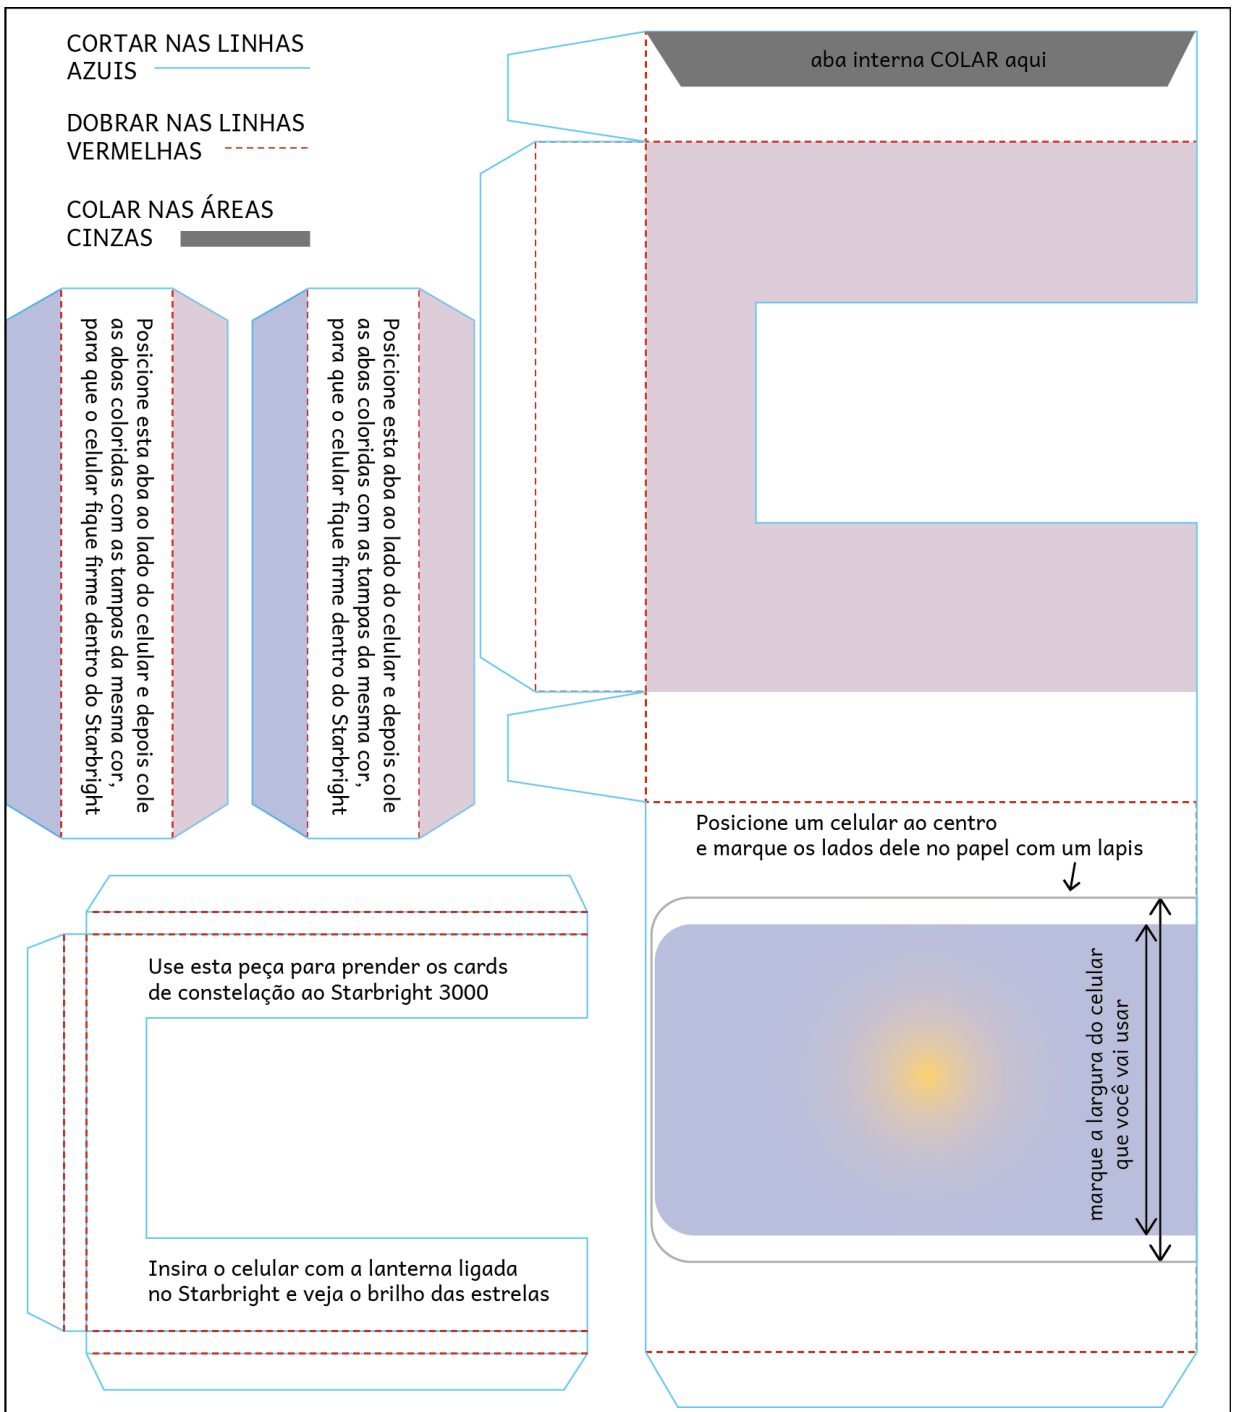 CORTAR NAS LINHAS
AZUIS
DOBRAR NAS LINHAS
VERMELHAS
COLAR NAS ÁREAS
CINZAS
aba interna COLAR aqui
Posicione esta aba ao lado do celular e depois cole
as abas coloridas com as tampas da mesma cor,
para que o celular fique firme dentro do Starbright
Posicione esta aba ao lado do celular e depois cole
as abas coloridas com as tampas da mesma cor,
para que o celular fique firme dentro do Starbright
Posicione um celular ao centro
e marque os lados dele no papel com um lapis
marque a largura do celular
que você vai usar
Use esta peça para prender os cards
de constelação ao Starbright 3000
Insira o celular com a lanterna ligada
no Starbright e veja o brilho das estrelas